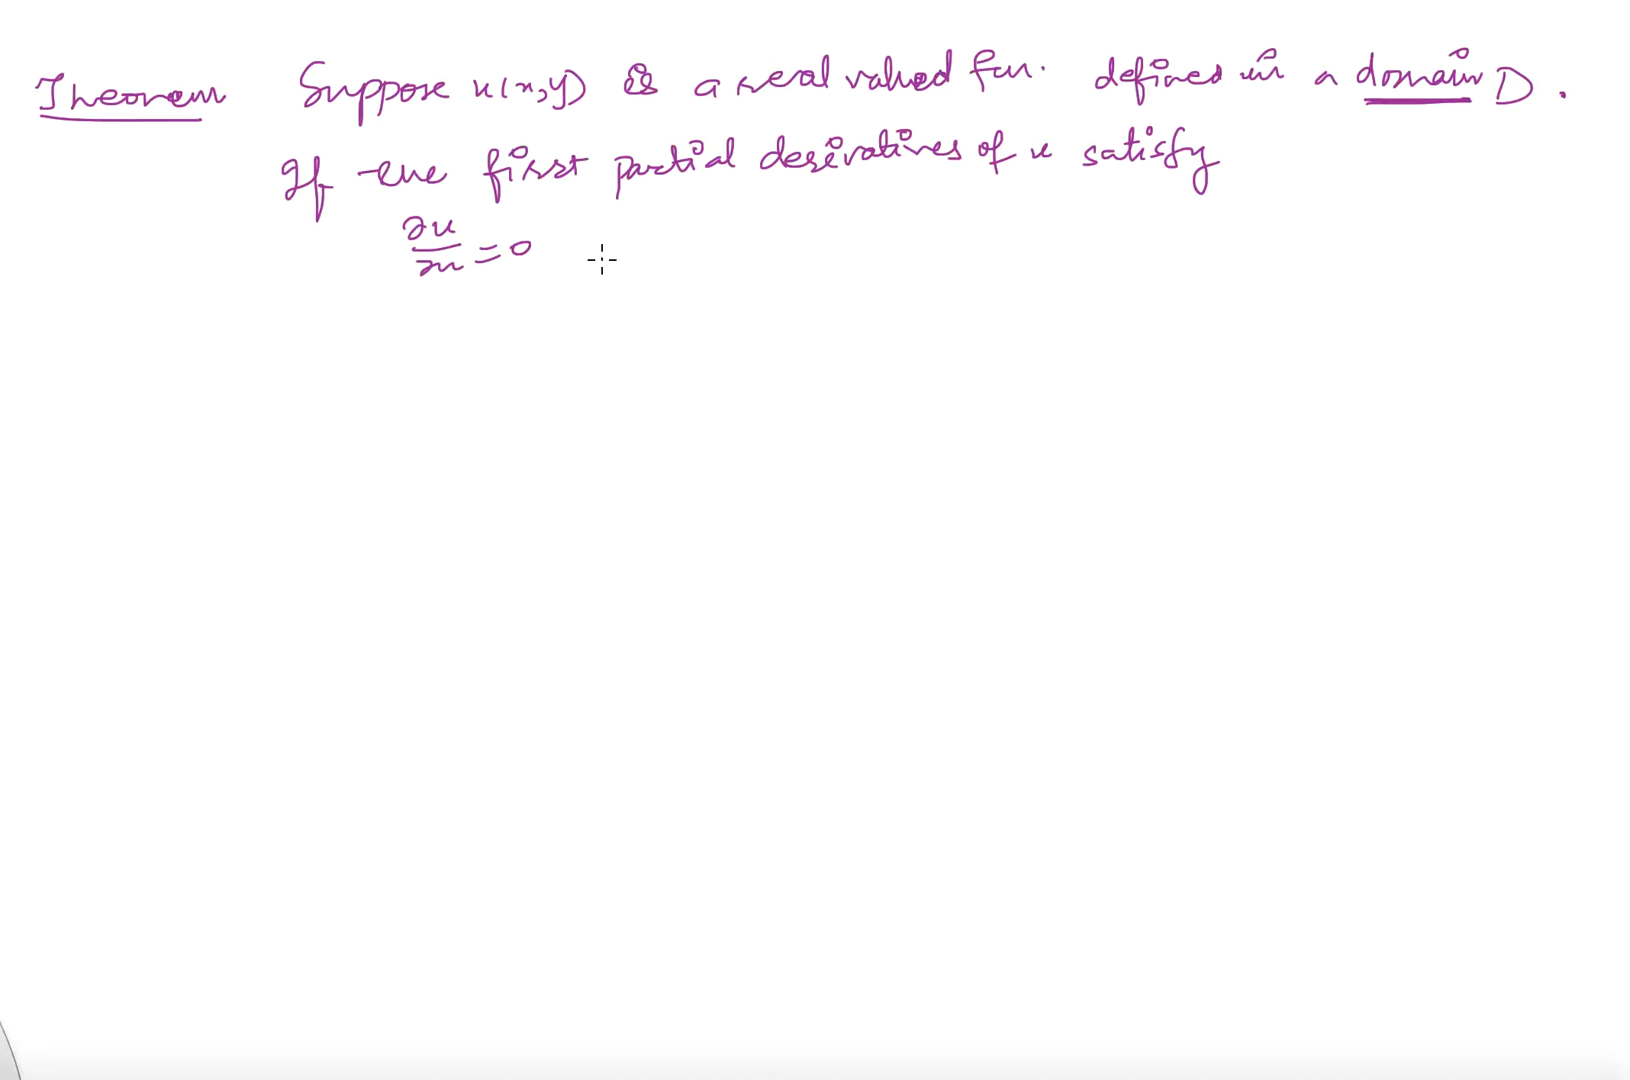 Theorem Suppose u(x,y) is a real valued fun. defined in a domain D.
If the first partial derivatives of u satisfy
∂u/∂x = 0